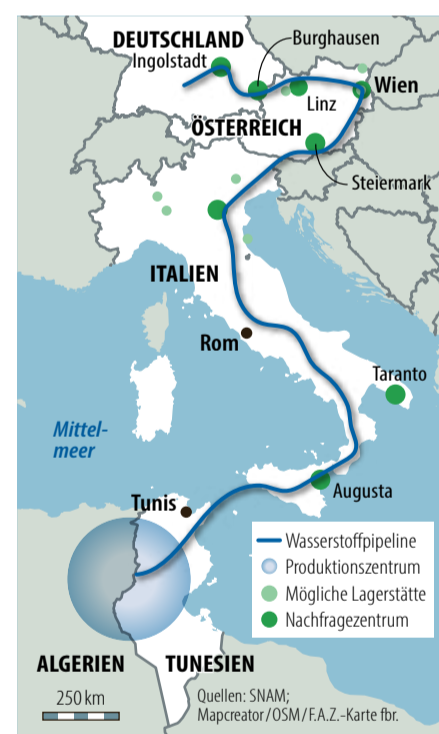 DEUTSCHLAND
Ingolstadt
Burghausen
Linz
Wien
ÖSTERREICH
Steiermark
ITALIEN
Rom
Taranto
Mittel-
meer
Tunis
Augusta
Wasserstoffpipeline
Produktionszentrum
Mögliche Lagerstätte
Nachfragezentrum
ALGERIEN
TUNESIEN
250 km
Quellen: SNAM;
Mapcreator/OSM/F.A.Z.-Karte fbr.